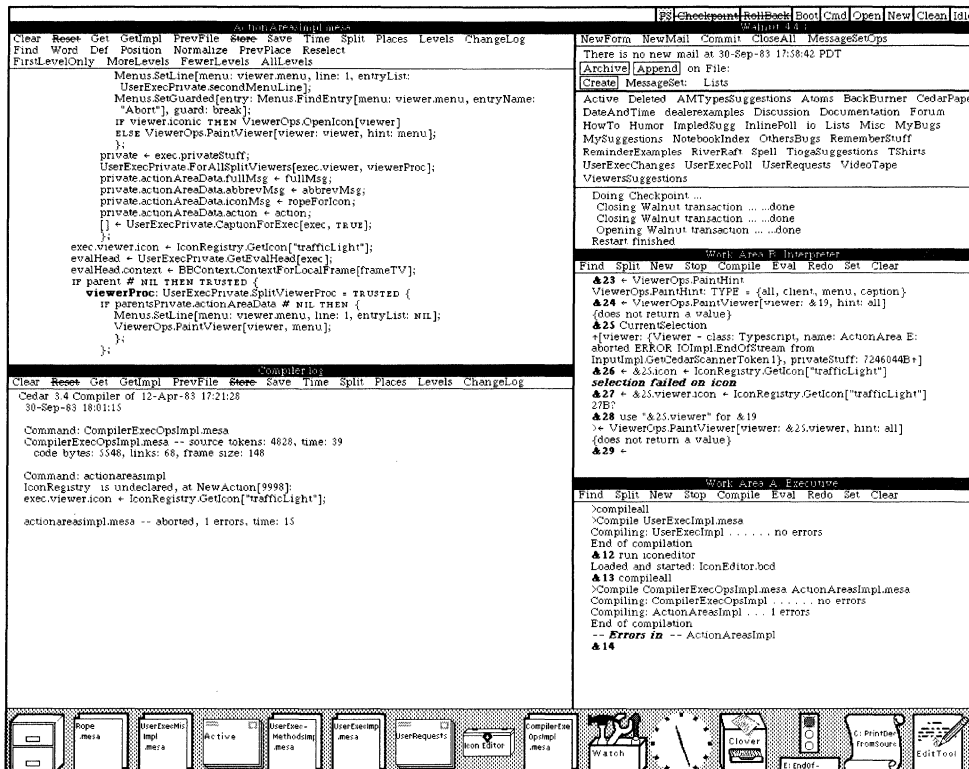 PS Checkpoint RollBack Boot Cmd Open New Clean Idl
ActionAreasImpl.mesa
Clear Reset Get GetImpl PrevFile Store Save Time Split Places Levels ChangeLog
Find Word Def Position Normalize PrevPlace Reselect
FirstLevelOnly MoreLevels FewerLevels AllLevels
Menus.SetLine[menu: viewer.menu, line: 1, entryList:
UserExecPrivate.secondMenuLine];
Menus.SetGuarded[entry: Menus.FindEntry[menu: viewer.menu, entryName:
"Abort"], guard: break];
IF viewer.iconic THEN ViewerOps.OpenIcon[viewer]
ELSE ViewerOps.PaintViewer[viewer: viewer, hint: menu];
};
private ← exec.privateStuff;
UserExecPrivate.ForAllSplitViewers[exec.viewer, viewerProc];
private.actionAreaData.fullMsg ← fullMsg;
private.actionAreaData.abbrevMsg ← abbrevMsg;
private.actionAreaData.iconMsg ← ropeForIcon;
private.actionAreaData.action ← action;
[] ← UserExecPrivate.CaptionForExec[exec, TRUE];
};
exec.viewer.icon ← IconRegistry.GetIcon["trafficLight"];
evalHead ← UserExecPrivate.GetEvalHead[exec];
evalHead.context ← BBContext.ContextForLocalFrame[frameTV];
IF parent # NIL THEN TRUSTED {
viewerProc: UserExecPrivate.SplitViewerProc = TRUSTED {
IF parentsPrivate.actionAreaData # NIL THEN {
Menus.SetLine[menu: viewer.menu, line: 1, entryList: NIL];
ViewerOps.PaintViewer[viewer, menu];
};
};
Compiler log
Clear Reset Get GetImpl PrevFile Store Save Time Split Places Levels ChangeLog
Cedar 3.4 Compiler of 12-Apr-83 17:21:28
30-Sep-83 18:01:15
Command: CompilerExecOpsImpl.mesa
CompilerExecOpsImpl.mesa -- source tokens: 4828, time: 39
code bytes: 5548, links: 68, frame size: 148
Command: actionareasimpl
IconRegistry is undeclared, at NewAction[9998]:
exec.viewer.icon ← IconRegistry.GetIcon["trafficLight"];
actionareasimpl.mesa -- aborted, 1 errors, time: 15
Walnut 4.4
NewForm NewMail Commit CloseAll MessageSetOps
There is no new mail at 30-Sep-83 17:58:42 PDT
Archive Append on File:
Create MessageSet: Lists
Active Deleted AMTypesSuggestions Atoms BackBurner CedarPape
DateAndTime dealerexamples Discussion Documentation Forum
HowTo Humor ImpledSugg InlinePoll io Lists Misc MyBugs
MySuggestions NotebookIndex OthersBugs RememberStuff
ReminderExamples RiverRaft Spell TiogaSuggestions TShirts
UserExecChanges UserExecPoll UserRequests VideoTape
ViewersSuggestions
Doing Checkpoint ...
Closing Walnut transaction ... ...done
Closing Walnut transaction ... ...done
Opening Walnut transaction ... ...done
Restart finished
Work Area B: Interpreter
Find Split New Stop Compile Eval Redo Set Clear
&23 ← ViewerOps.PaintHint
ViewerOps.PaintHint: TYPE = {all, client, menu, caption}
&24 ← ViewerOps.PaintViewer[viewer: &19, hint: all]
{does not return a value}
&25 CurrentSelection
↑[viewer: {Viewer - class: Typescript, name: ActionArea E:
aborted ERROR IOImpl.EndOfStream from
InputImpl.GetCedarScannerToken1}, privateStuff: 7246044B↑]
&26 ← &25.icon ← IconRegistry.GetIcon["trafficLight"]
selection failed on icon
&27 ← &25.viewer.icon ← IconRegistry.GetIcon["trafficLight"]
27B?
&28 use "&25.viewer" for &19
>← ViewerOps.PaintViewer[viewer: &25.viewer, hint: all]
{does not return a value}
&29 ←
Work Area A: Executive
Find Split New Stop Compile Eval Redo Set Clear
>compileall
>Compile UserExecImpl.mesa
Compiling: UserExecImpl . . . . . . no errors
End of compilation
&12 run iconeditor
Loaded and started: IconEditor.bcd
&13 compileall
>Compile CompilerExecOpsImpl.mesa ActionAreasImpl.mesa
Compiling: CompilerExecOpsImpl . . . . . . no errors
Compiling: ActionAreasImpl . . . 1 errors
End of compilation
-- Errors in -- ActionAreasImpl
&14
Rope
.mesa
UserExecMis
Impl
.mesa
Active
UserExec-
MethodsImp
.mesa
UserExecImp
.mesa
UserRequests
Icon Editor
CompilerExe
OpsImpl
.mesa
Watch
Clover
E: EndOf-
C: PrintDe
FromSourc
EditTool